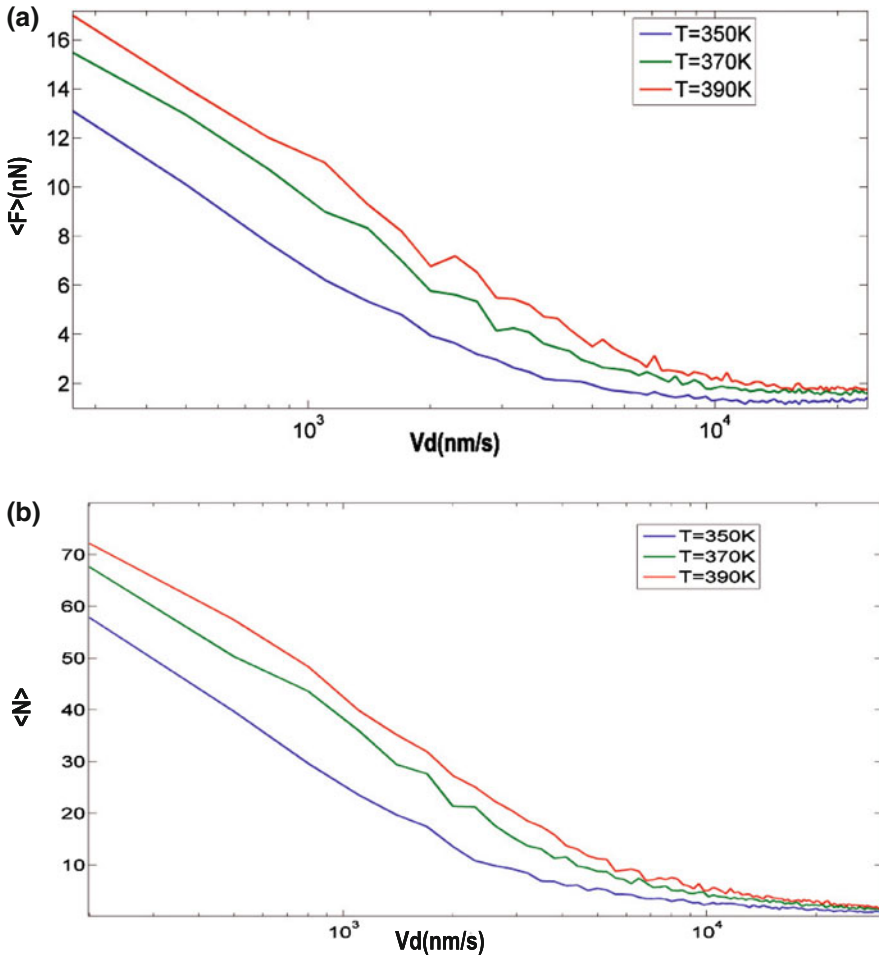 (a)
16
14
12
10
8
6
4
2
<F>(nN)
T=350K
T=370K
T=390K
10³
10⁴
Vd(nm/s)
(b)
70
60
50
40
30
20
10
<N>
T=350K
T=370K
T=390K
10³
10⁴
Vd(nm/s)